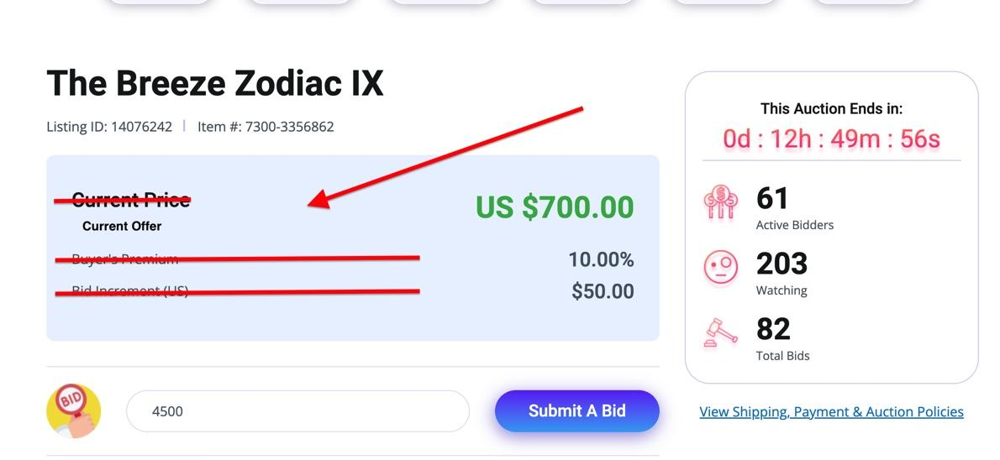 The Breeze Zodiac IX
Listing ID: 14076242 | Item #: 7300-3356862
Current Price
Current Offer
US $700.00
Buyer's Premium 10.00%
Bid Increment (US) $50.00
BID
4500
Submit A Bid
This Auction Ends in:
0d : 12h : 49m : 56s
61
Active Bidders
203
Watching
82
Total Bids
View Shipping, Payment & Auction Policies